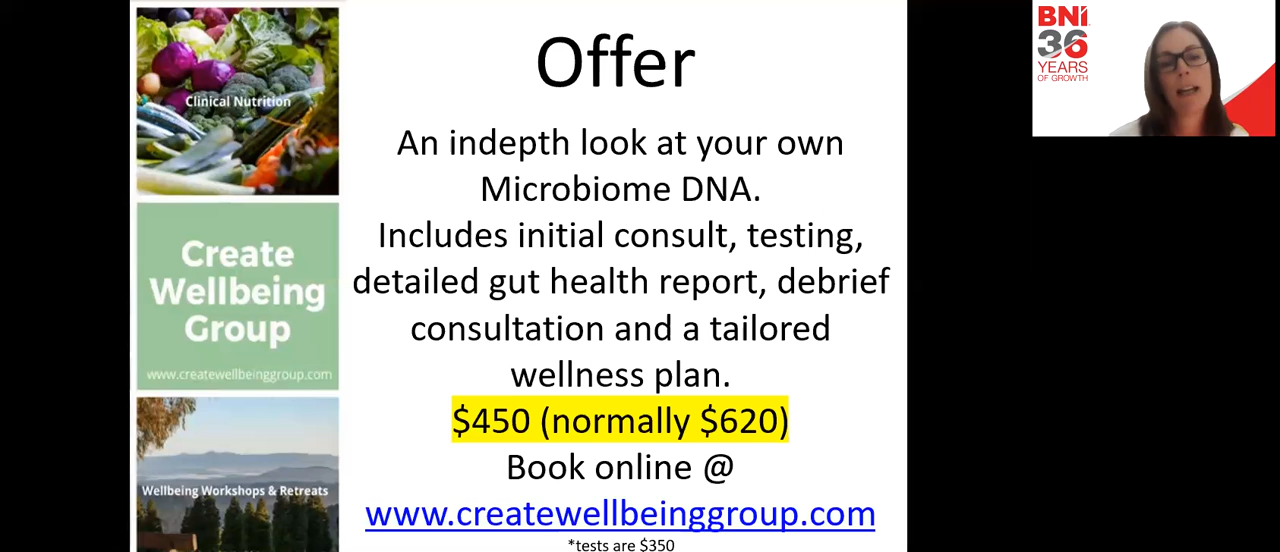 Clinical Nutrition
Create
Wellbeing
Group
www.createwellbeinggroup.com
Wellbeing Workshops & Retreats
Offer
An indepth look at your own
Microbiome DNA.
Includes initial consult, testing,
detailed gut health report, debrief
consultation and a tailored
wellness plan.
$450 (normally $620)
Book online @
www.createwellbeinggroup.com
*tests are $350
BNI
36
YEARS
OF GROWTH